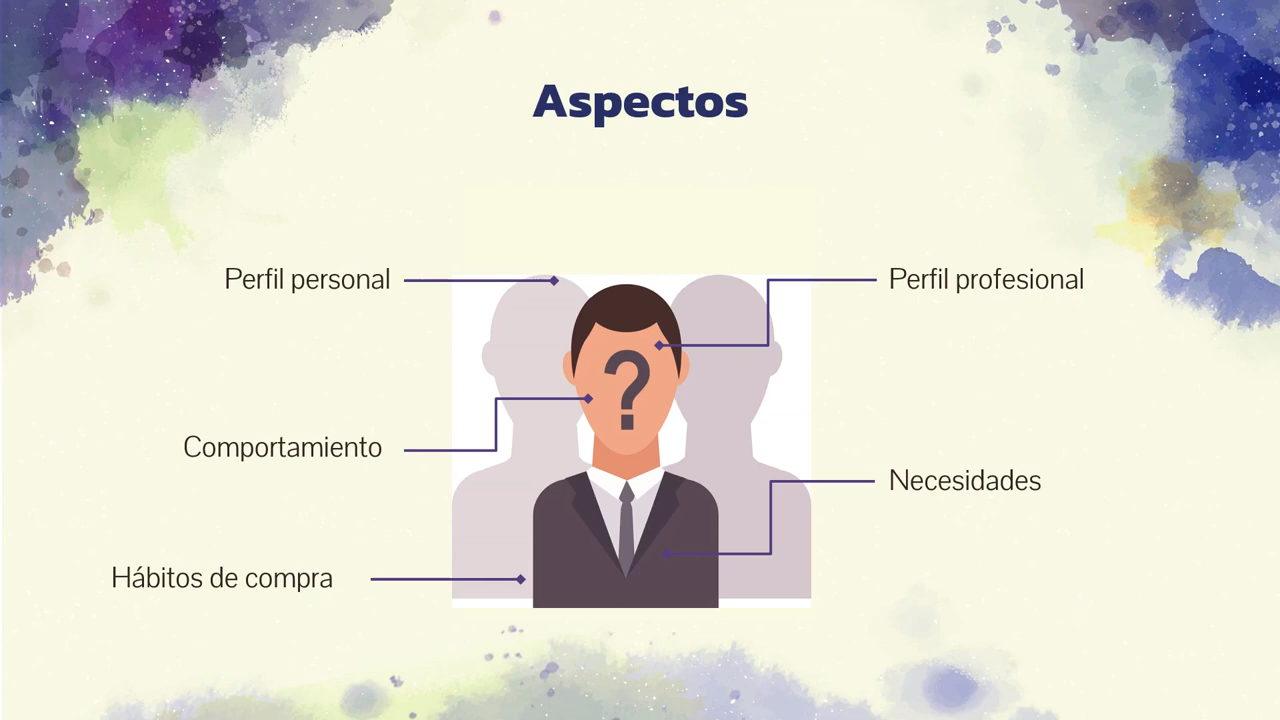 Aspectos
Perfil personal
Perfil profesional
?
Comportamiento
Necesidades
Hábitos de compra